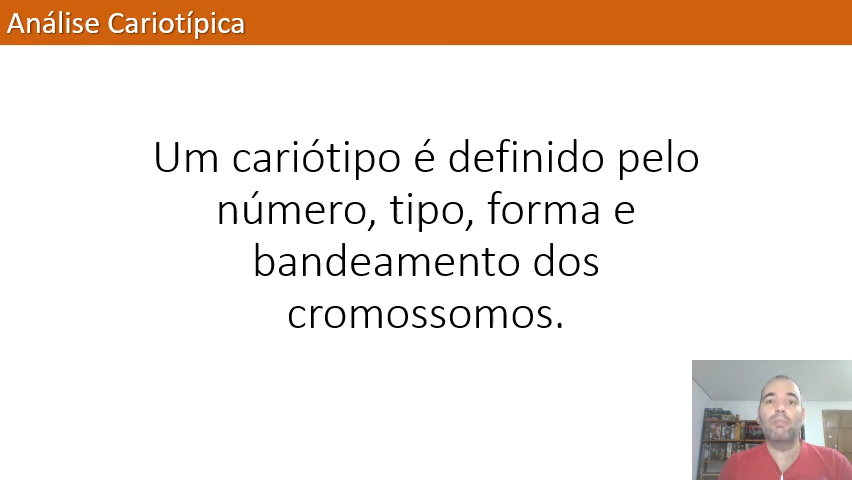 Análise Cariotípica
Um cariótipo é definido pelo
número, tipo, forma e
bandeamento dos
cromossomos.